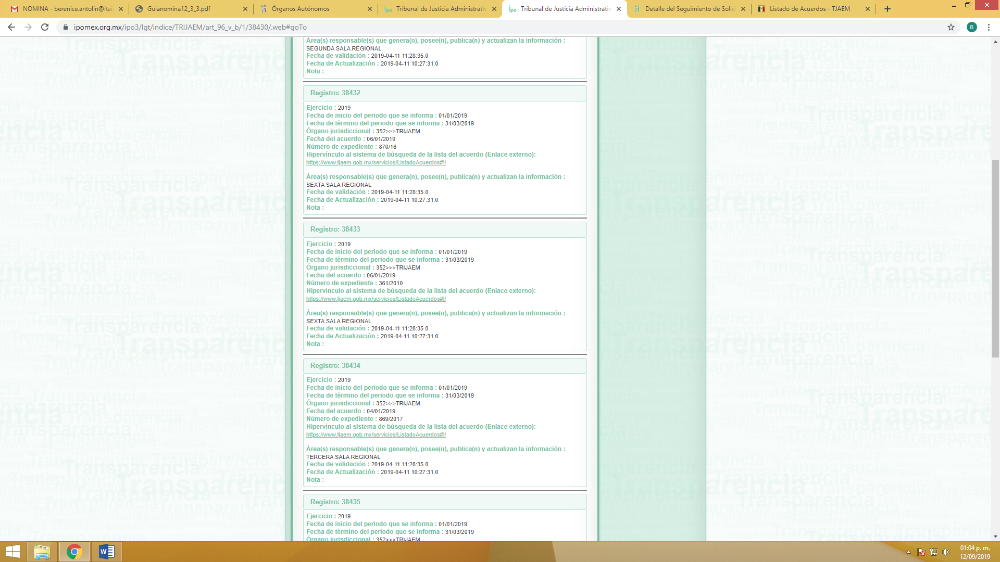 NOMINA - berenice.antolin@itai
Guianomina12_3_3.pdf
Órganos Autónomos
Tribunal de Justicia Administrativ
Tribunal de Justicia Administrativ
Detalle del Seguimiento de Solic
Listado de Acuerdos - TJAEM
ipomex.org.mx/ipo3/lgt/indice/TRIJAEM/art_96_v_b/1/38430/.web#goTo
B
Área(s) responsable(s) que genera(n), posee(n), publica(n) y actualizan la información :
SEGUNDA SALA REGIONAL
Fecha de validación : 2019-04-11 11:28:35.0
Fecha de Actualización : 2019-04-11 10:27:31.0
Nota :
Registro: 38432
Ejercicio : 2019
Fecha de inicio del periodo que se informa : 01/01/2019
Fecha de término del periodo que se informa : 31/03/2019
Órgano jurisdiccional : 352>>>TRIJAEM
Fecha del acuerdo : 06/01/2019
Número de expediente : 870/16
Hipervínculo al sistema de búsqueda de la lista del acuerdo (Enlace externo):
https://www.tjaem.gob.mx/servicios/ListadoAcuerdos#!/
Área(s) responsable(s) que genera(n), posee(n), publica(n) y actualizan la información :
SEXTA SALA REGIONAL
Fecha de validación : 2019-04-11 11:28:35.0
Fecha de Actualización : 2019-04-11 10:27:31.0
Nota :
Registro: 38433
Ejercicio : 2019
Fecha de inicio del periodo que se informa : 01/01/2019
Fecha de término del periodo que se informa : 31/03/2019
Órgano jurisdiccional : 352>>>TRIJAEM
Fecha del acuerdo : 06/01/2019
Número de expediente : 361/2010
Hipervínculo al sistema de búsqueda de la lista del acuerdo (Enlace externo):
https://www.tjaem.gob.mx/servicios/ListadoAcuerdos#!/
Área(s) responsable(s) que genera(n), posee(n), publica(n) y actualizan la información :
SEXTA SALA REGIONAL
Fecha de validación : 2019-04-11 11:28:35.0
Fecha de Actualización : 2019-04-11 10:27:31.0
Nota :
Registro: 38434
Ejercicio : 2019
Fecha de inicio del periodo que se informa : 01/01/2019
Fecha de término del periodo que se informa : 31/03/2019
Órgano jurisdiccional : 352>>>TRIJAEM
Fecha del acuerdo : 04/01/2019
Número de expediente : 869/2017
Hipervínculo al sistema de búsqueda de la lista del acuerdo (Enlace externo):
https://www.tjaem.gob.mx/servicios/ListadoAcuerdos#!/
Área(s) responsable(s) que genera(n), posee(n), publica(n) y actualizan la información :
TERCERA SALA REGIONAL
Fecha de validación : 2019-04-11 11:28:35.0
Fecha de Actualización : 2019-04-11 10:27:31.0
Nota :
Registro: 38435
Ejercicio : 2019
Fecha de inicio del periodo que se informa : 01/01/2019
Fecha de término del periodo que se informa : 31/03/2019
Órgano jurisdiccional : 352>>>TRIJAEM
01:04 p. m.
12/09/2019